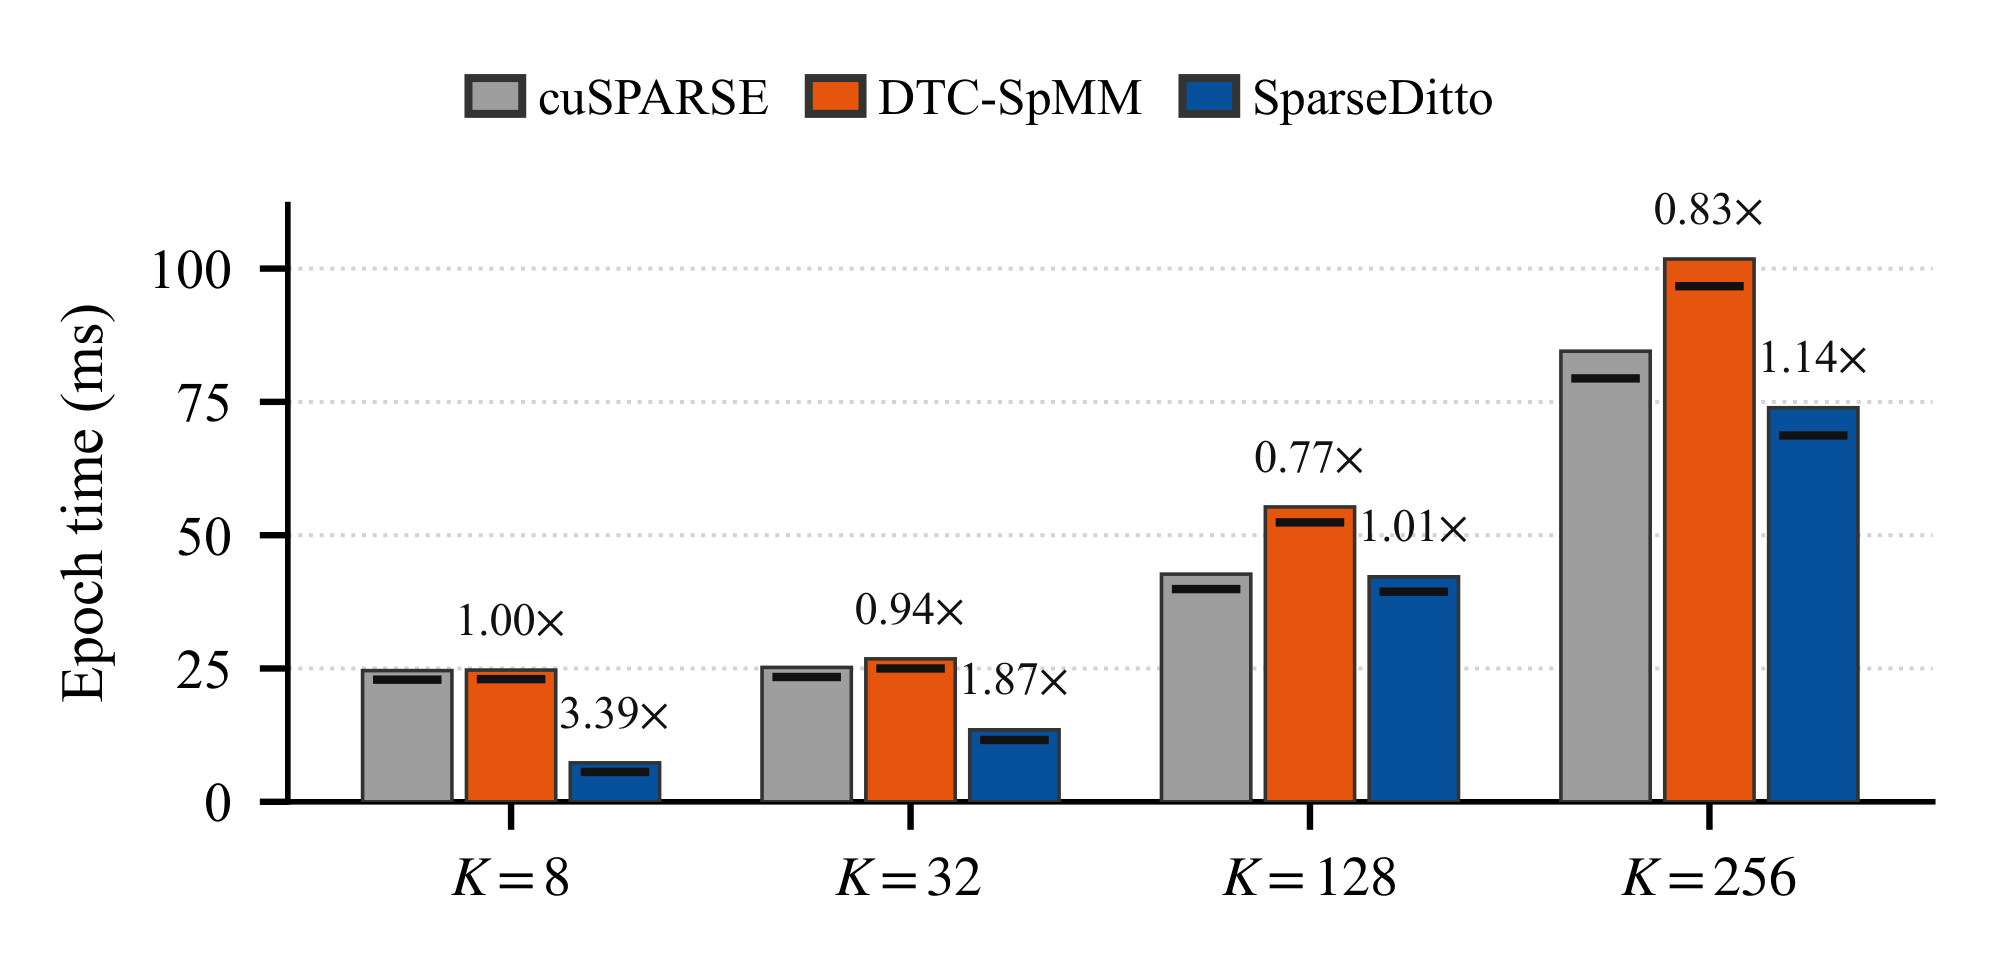 cuSPARSE DTC-SpMM SparseDitto
Epoch time (ms)
100
75
50
25
0
1.00×
3.39×
0.94×
1.87×
0.77×
1.01×
0.83×
1.14×
K = 8
K = 32
K = 128
K = 256